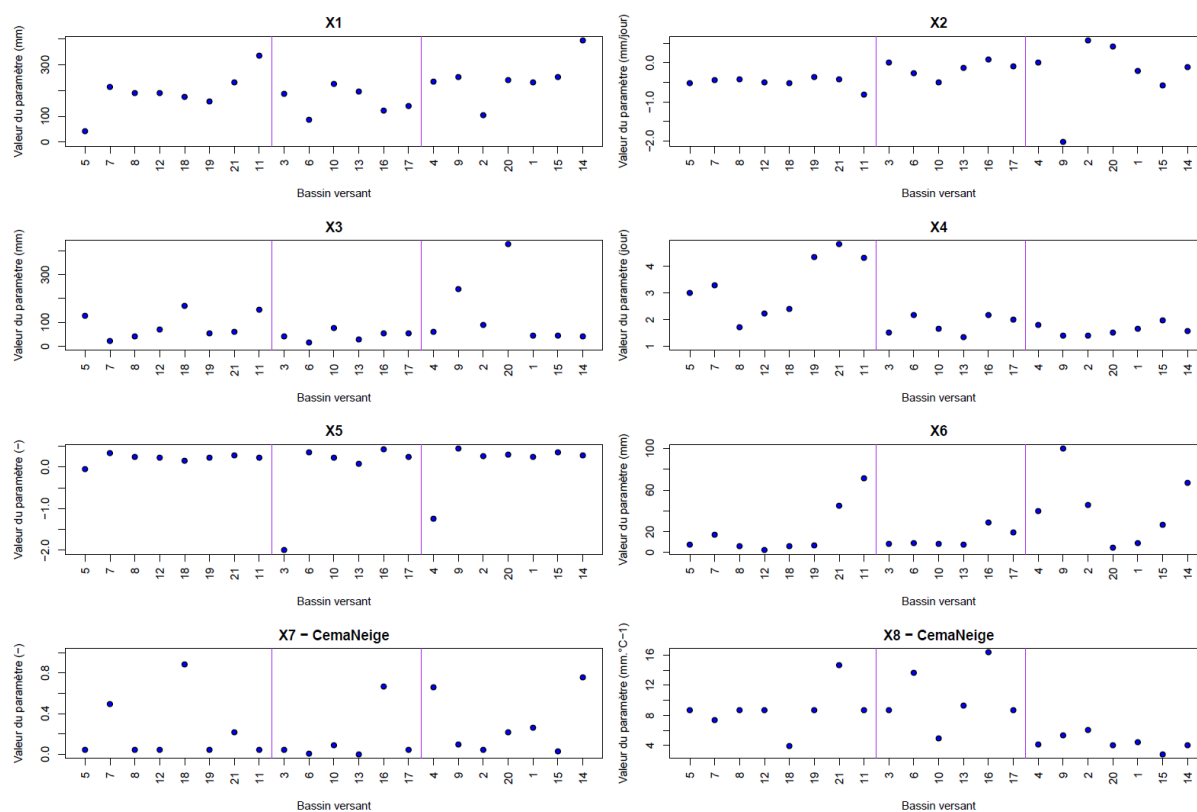 X1
Valeur du paramètre (mm)
0 100 300
5 7 8 12 18 19 21 11 3 6 10 13 16 17 4 9 2 20 1 15 14
Bassin versant
X2
Valeur du paramètre (mm/jour)
−2.0 −1.0 0.0
5 7 8 12 18 19 21 11 3 6 10 13 16 17 4 9 2 20 1 15 14
Bassin versant
X3
Valeur du paramètre (mm)
0 100 300
5 7 8 12 18 19 21 11 3 6 10 13 16 17 4 9 2 20 1 15 14
Bassin versant
X4
Valeur du paramètre (jour)
1 2 3 4
5 7 8 12 18 19 21 11 3 6 10 13 16 17 4 9 2 20 1 15 14
Bassin versant
X5
Valeur du paramètre (−)
−2.0 −1.0 0.0
5 7 8 12 18 19 21 11 3 6 10 13 16 17 4 9 2 20 1 15 14
Bassin versant
X6
Valeur du paramètre (mm)
0 20 60 100
5 7 8 12 18 19 21 11 3 6 10 13 16 17 4 9 2 20 1 15 14
Bassin versant
X7 − CemaNeige
Valeur du paramètre (−)
0.0 0.4 0.8
5 7 8 12 18 19 21 11 3 6 10 13 16 17 4 9 2 20 1 15 14
Bassin versant
X8 − CemaNeige
Valeur du paramètre (mm.°C−1)
4 8 12 16
5 7 8 12 18 19 21 11 3 6 10 13 16 17 4 9 2 20 1 15 14
Bassin versant